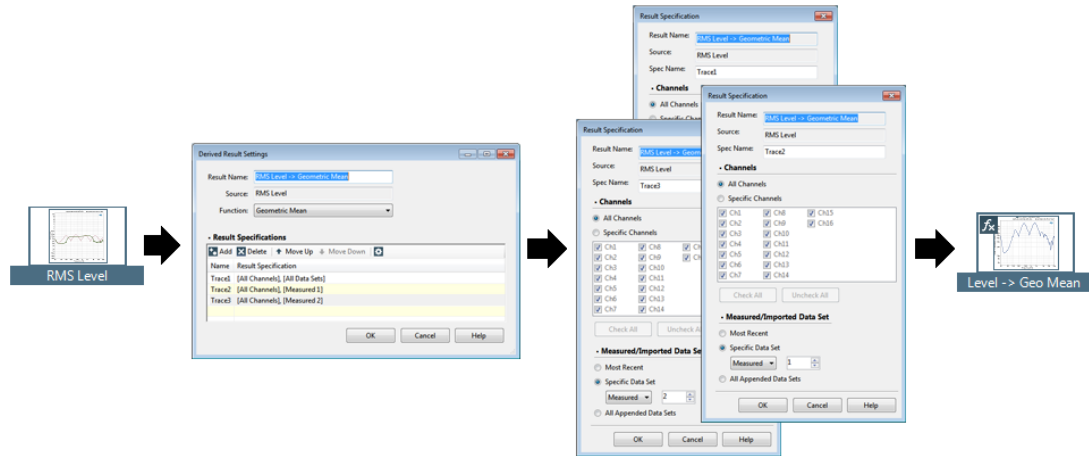 RMS Level
Derived Result Settings
Result Name: RMS Level -> Geometric Mean
Source: RMS Level
Function: Geometric Mean
Result Specifications
Add Delete Move Up Move Down
Name Result Specification
Trace1 [All Channels], [All Data Sets]
Trace2 [All Channels], [Measured 1]
Trace3 [All Channels], [Measured 2]
OK Cancel Help
Result Specification
Result Name: RMS Level -> Geometric Mean
Source: RMS Level
Spec Name: Trace1
Channels
All Channels
Result Specification
Result Name: RMS Level -> Geom
Source: RMS Level
Spec Name: Trace3
Channels
All Channels
Specific Channels
Ch1 Ch8 Ch
Ch2 Ch9 Ch
Ch3 Ch10
Ch4 Ch11
Ch5 Ch12
Ch6 Ch13
Ch7 Ch14
Check All Uncheck A
Measured/Imported Data Se
Most Recent
Specific Data Set
Measured 2
All Appended Data Sets
OK Cancel Help
Result Specification
Result Name: RMS Level -> Geometric Mean
Source: RMS Level
Spec Name: Trace2
Channels
All Channels
Specific Channels
Ch1 Ch8 Ch15
Ch2 Ch9 Ch16
Ch3 Ch10
Ch4 Ch11
Ch5 Ch12
Ch6 Ch13
Ch7 Ch14
Check All Uncheck All
Measured/Imported Data Set
Most Recent
Specific Data Set
Measured 1
All Appended Data Sets
OK Cancel Help
fx
Level -> Geo Mean